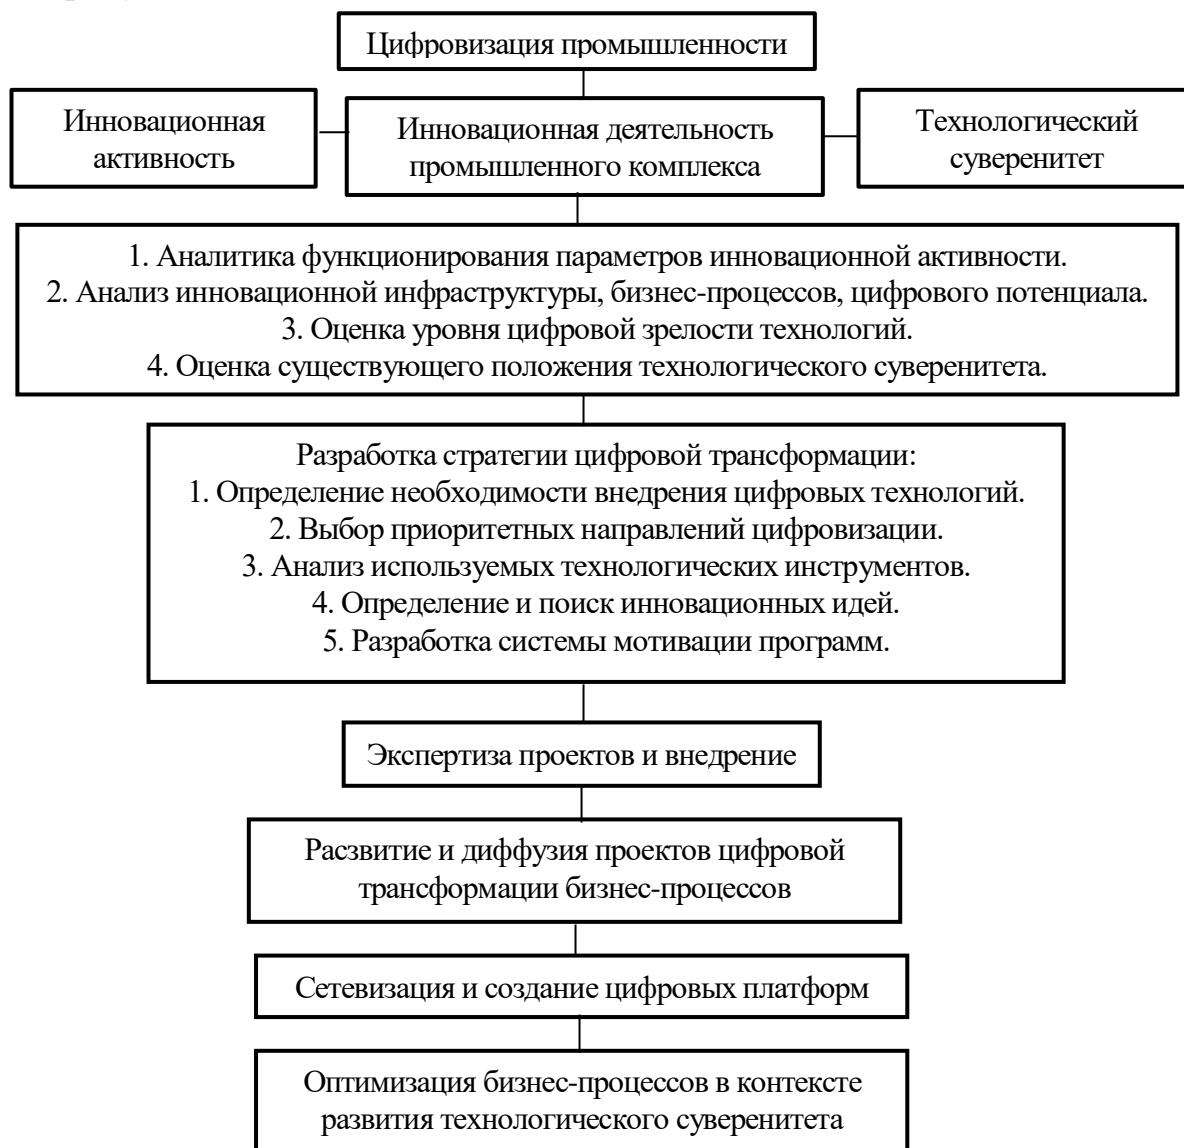 Цифровизация промышленности
Инновационная
активность
Инновационная деятельность
промышленного комплекса
Технологический
суверенитет
1. Аналитика функционирования параметров инновационной активности.
2. Анализ инновационной инфраструктуры, бизнес-процессов, цифрового потенциала.
3. Оценка уровня цифровой зрелости технологий.
4. Оценка существующего положения технологического суверенитета.
Разработка стратегии цифровой трансформации:
1. Определение необходимости внедрения цифровых технологий.
2. Выбор приоритетных направлений цифровизации.
3. Анализ используемых технологических инструментов.
4. Определение и поиск инновационных идей.
5. Разработка системы мотивации программ.
Экспертиза проектов и внедрение
Расзвитие и диффузия проектов цифровой
трансформации бизнес-процессов
Сетевизация и создание цифровых платформ
Оптимизация бизнес-процессов в контексте
развития технологического суверенитета